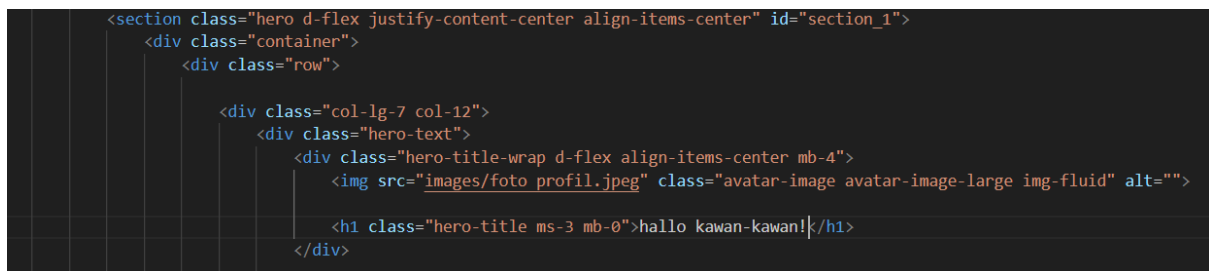 <section class="hero d-flex justify-content-center align-items-center" id="section_1">
<div class="container">
<div class="row">
<div class="col-lg-7 col-12">
<div class="hero-text">
<div class="hero-title-wrap d-flex align-items-center mb-4">
<img src="images/foto profil.jpeg" class="avatar-image avatar-image-large img-fluid" alt="">
<h1 class="hero-title ms-3 mb-0">hallo kawan-kawan!</h1>
</div>